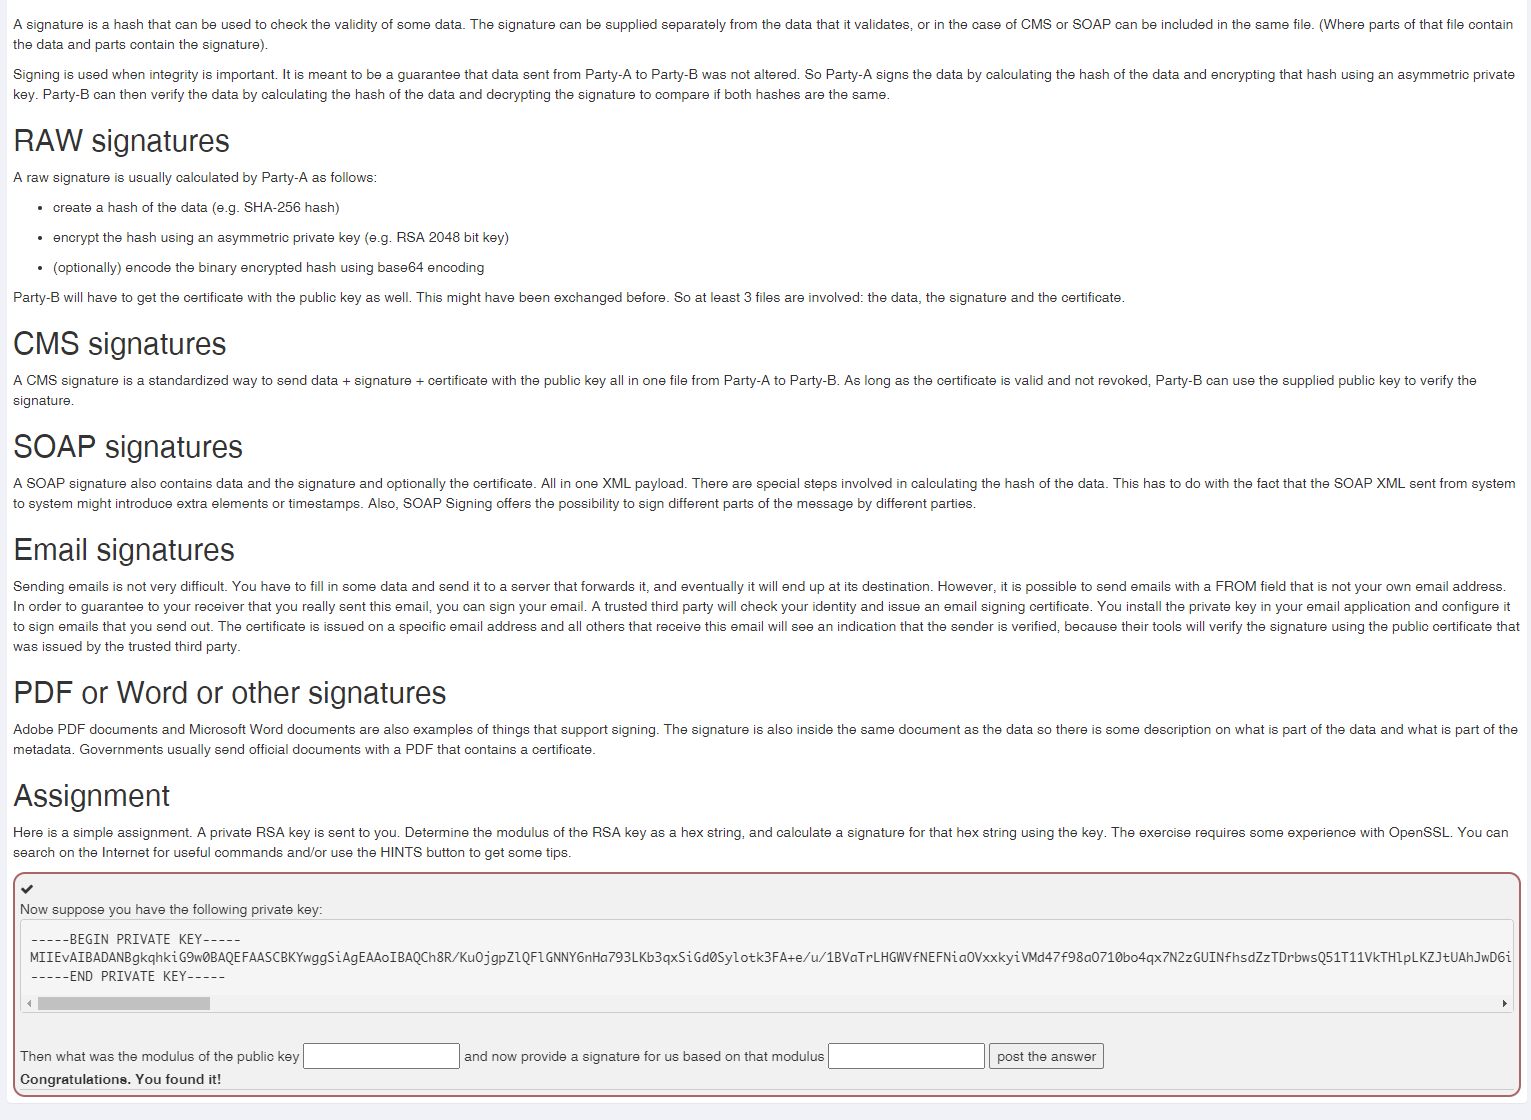 A signature is a hash that can be used to check the validity of some data. The signature can be supplied separately from the data that it validates, or in the case of CMS or SOAP can be included in the same file. (Where parts of that file contain
the data and parts contain the signature).
Signing is used when integrity is important. It is meant to be a guarantee that data sent from Party-A to Party-B was not altered. So Party-A signs the data by calculating the hash of the data and encrypting that hash using an asymmetric private
key. Party-B can then verify the data by calculating the hash of the data and decrypting the signature to compare if both hashes are the same.
RAW signatures
A raw signature is usually calculated by Party-A as follows:
• create a hash of the data (e.g. SHA-256 hash)
• encrypt the hash using an asymmetric private key (e.g. RSA 2048 bit key)
• (optionally) encode the binary encrypted hash using base64 encoding
Party-B will have to get the certificate with the public key as well. This might have been exchanged before. So at least 3 files are involved: the data, the signature and the certificate.
CMS signatures
A CMS signature is a standardized way to send data + signature + certificate with the public key all in one file from Party-A to Party-B. As long as the certificate is valid and not revoked, Party-B can use the supplied public key to verify the
signature.
SOAP signatures
A SOAP signature also contains data and the signature and optionally the certificate. All in one XML payload. There are special steps involved in calculating the hash of the data. This has to do with the fact that the SOAP XML sent from system
to system might introduce extra elements or timestamps. Also, SOAP Signing offers the possibility to sign different parts of the message by different parties.
Email signatures
Sending emails is not very difficult. You have to fill in some data and send it to a server that forwards it, and eventually it will end up at its destination. However, it is possible to send emails with a FROM field that is not your own email address.
In order to guarantee to your receiver that you really sent this email, you can sign your email. A trusted third party will check your identity and issue an email signing certificate. You install the private key in your email application and configure it
to sign emails that you send out. The certificate is issued on a specific email address and all others that receive this email will see an indication that the sender is verified, because their tools will verify the signature using the public certificate that
was issued by the trusted third party.
PDF or Word or other signatures
Adobe PDF documents and Microsoft Word documents are also examples of things that support signing. The signature is also inside the same document as the data so there is some description on what is part of the data and what is part of the
metadata. Governments usually send official documents with a PDF that contains a certificate.
Assignment
Here is a simple assignment. A private RSA key is sent to you. Determine the modulus of the RSA key as a hex string, and calculate a signature for that hex string using the key. The exercise requires some experience with OpenSSL. You can
search on the Internet for useful commands and/or use the HINTS button to get some tips.
✔
Now suppose you have the following private key:
-----BEGIN PRIVATE KEY-----
MIIEvAIBADANBgkqhkiG9w0BAQEFAASCBKYwggSiAgEAAoIBAQCh8R/KuOjgpZlQFlGNNY6nHa793LKb3qxSiGd0Sylotk3FA+e/u/1BVaTrLHGWVfNEFNiaOVxxkyiVMd47f98aO710bo4qx7N2zGUINfhsdZzTDrbwsQ51T11VkTHlpLKZJtUAhJwD6i
-----END PRIVATE KEY-----
Then what was the modulus of the public key and now provide a signature for us based on that modulus post the answer
Congratulations. You found it!